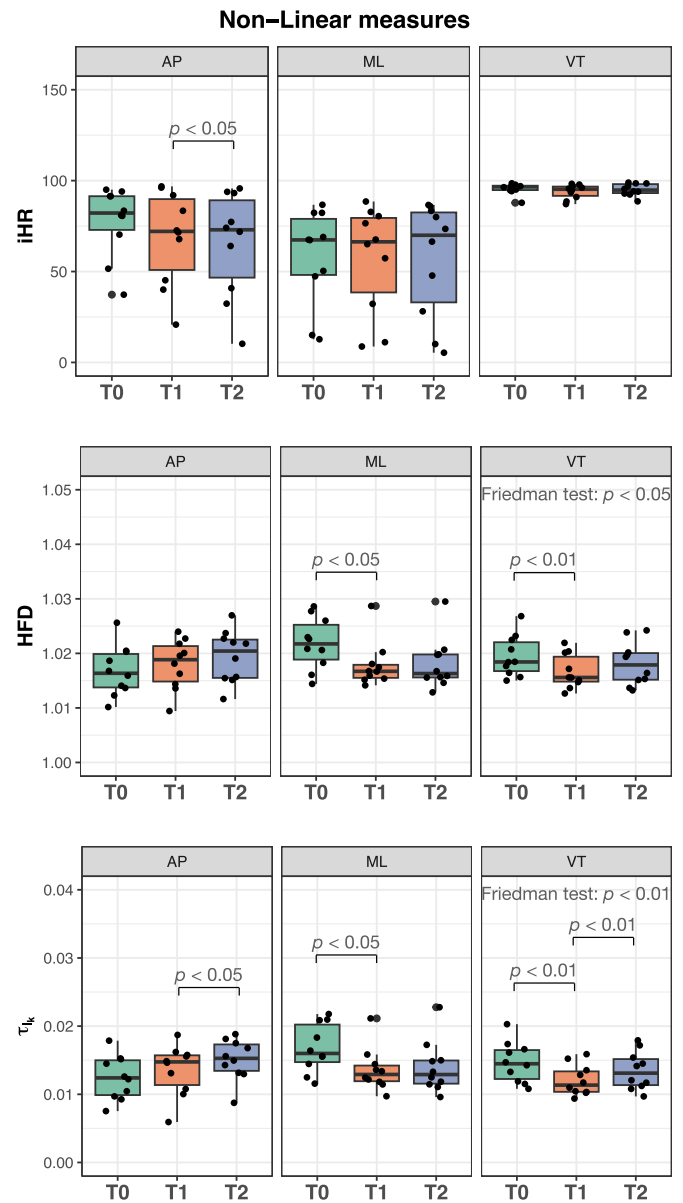 Non–Linear measures
AP ML VT
150
100
50
0
iHR
p < 0.05
T0 T1 T2 T0 T1 T2 T0 T1 T2
AP ML VT
1.05
1.04
1.03
1.02
1.01
1.00
HFD
Friedman test: p < 0.05
p < 0.05 p < 0.01
T0 T1 T2 T0 T1 T2 T0 T1 T2
AP ML VT
0.04
0.03
0.02
0.01
0.00
τIk
Friedman test: p < 0.01
p < 0.01
p < 0.05
p < 0.05 p < 0.01
T0 T1 T2 T0 T1 T2 T0 T1 T2